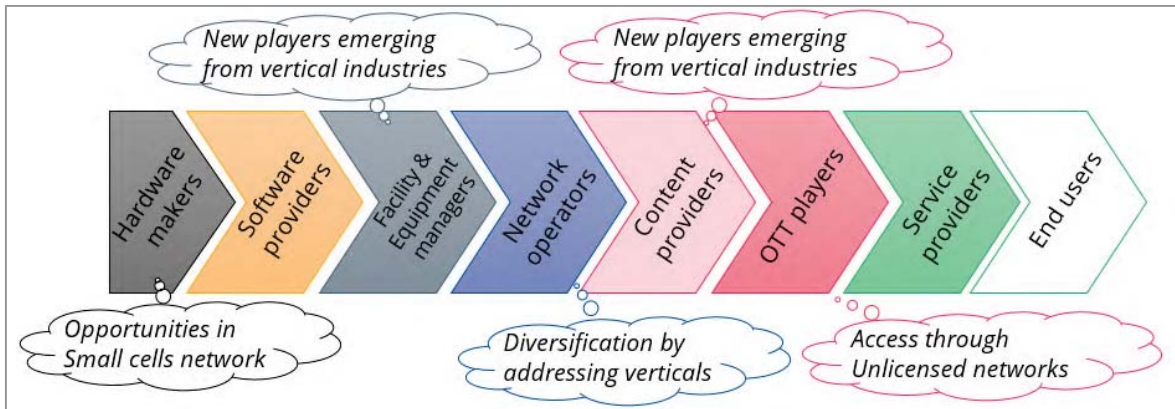 New players emerging
from vertical industries
New players emerging
from vertical industries
Hardware
makers
Software
providers
Facility &
Equipment
managers
Network
operators
Content
providers
OTT players
Service
providers
End users
Opportunities in
Small cells network
Diversification by
addressing verticals
Access through
Unlicensed networks